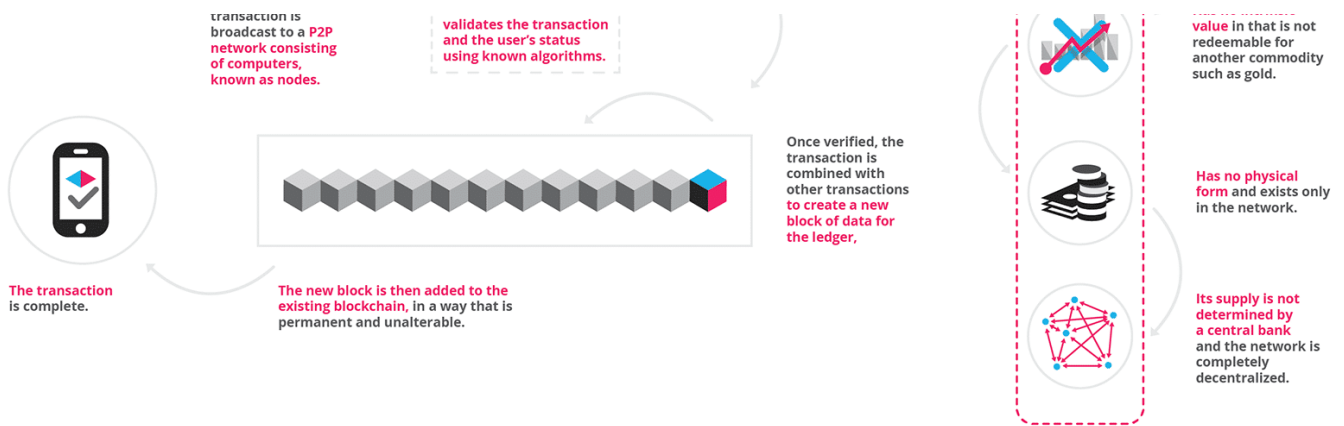 transaction is
broadcast to a P2P
network consisting
of computers,
known as nodes.
validates the transaction
and the user's status
using known algorithms.
value in that is not
redeemable for
another commodity
such as gold.
Once verified, the
transaction is
combined with
other transactions
to create a new
block of data for
the ledger,
Has no physical
form and exists only
in the network.
The new block is then added to the
existing blockchain, in a way that is
permanent and unalterable.
The transaction
is complete.
Its supply is not
determined by
a central bank
and the network is
completely
decentralized.